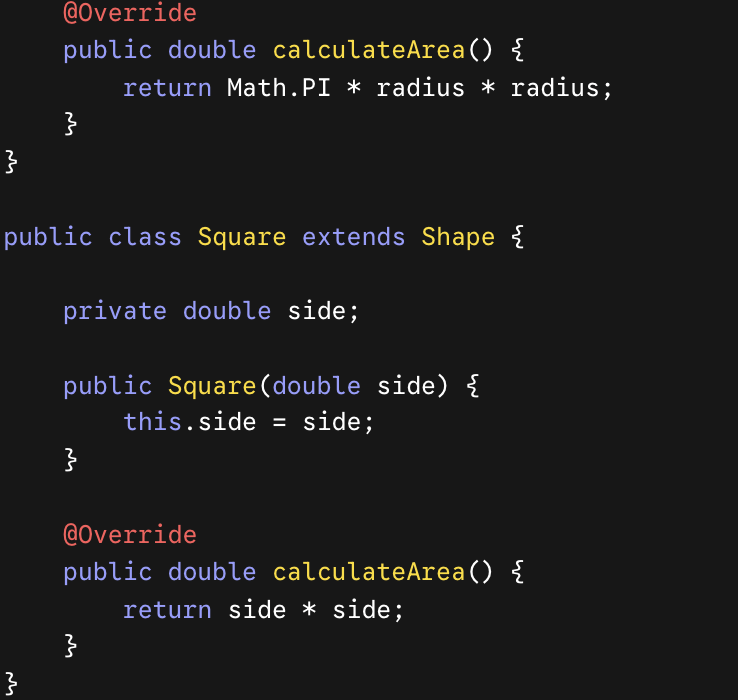 @Override
    public double calculateArea() {
        return Math.PI * radius * radius;
    }
}

public class Square extends Shape {

    private double side;

    public Square(double side) {
        this.side = side;
    }

    @Override
    public double calculateArea() {
        return side * side;
    }
}